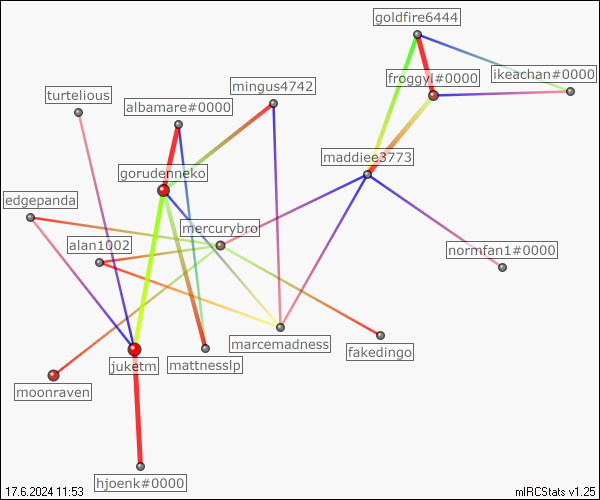 goldfire6444
froggyl#0000
ikeachan#0000
mingus4742
turtelious
albamare#0000
maddiee3773
gorudenneko
edgepanda
mercurybro
alan1002
normfan1#0000
marcemadness
fakedingo
juketm
mattnesslp
moonraven
hjoenk#0000
17.6.2024 11:53
mIRCStats v1.25